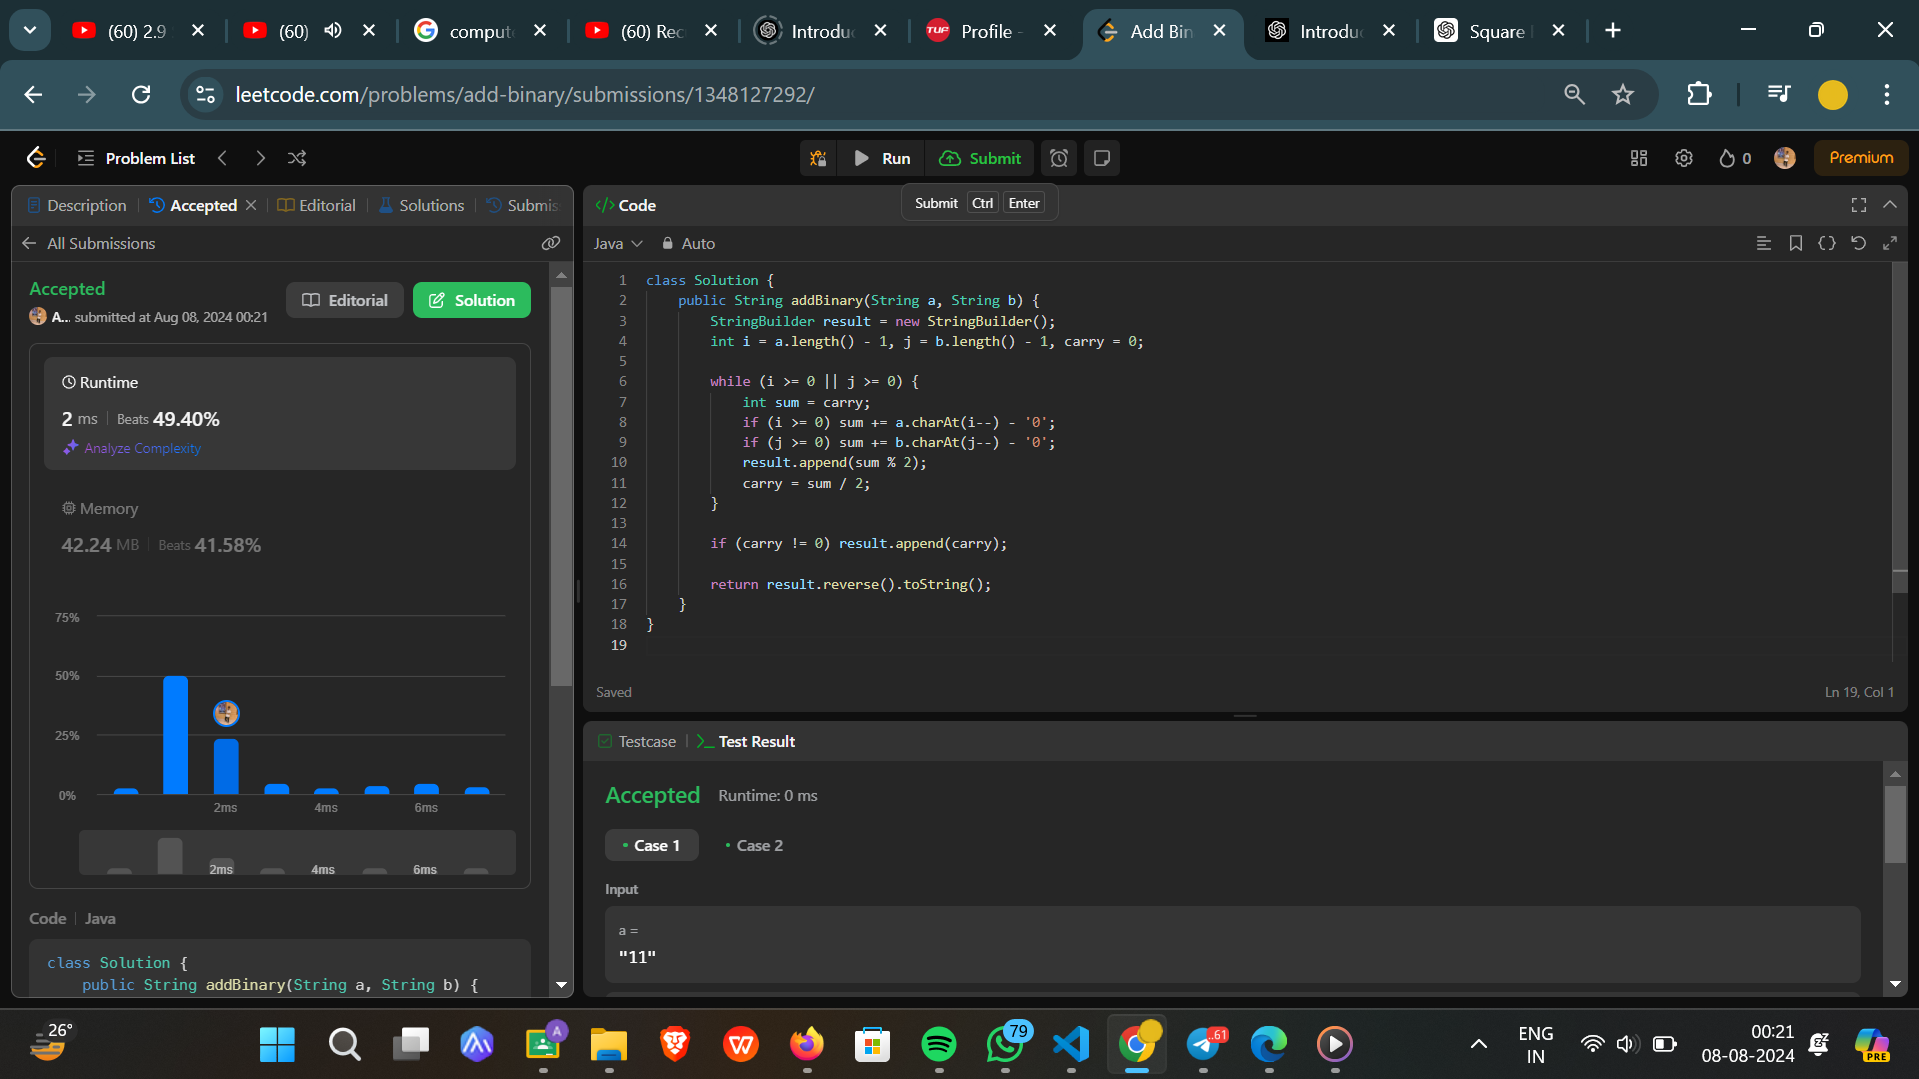 (60) 2.9
(60)
comput
(60) Rec
Introdu
Profile -
Add Bin
Introdu
Square
leetcode.com/problems/add-binary/submissions/1348127292/
Problem List
Run
Submit
0
Premium
Description
Accepted
Editorial
Solutions
Submis
All Submissions
Accepted
A... submitted at Aug 08, 2024 00:21
Editorial
Solution
Runtime
2 ms
Beats 49.40%
Analyze Complexity
Memory
42.24 MB
Beats 41.58%
75%
50%
25%
0%
2ms
4ms
6ms
2ms
4ms
6ms
Code
Java
class Solution {
public String addBinary(String a, String b) {
</> Code
Submit Ctrl Enter
Java
Auto
1 class Solution {
2 public String addBinary(String a, String b) {
3 StringBuilder result = new StringBuilder();
4 int i = a.length() - 1, j = b.length() - 1, carry = 0;
5
6 while (i >= 0 || j >= 0) {
7 int sum = carry;
8 if (i >= 0) sum += a.charAt(i--) - '0';
9 if (j >= 0) sum += b.charAt(j--) - '0';
10 result.append(sum % 2);
11 carry = sum / 2;
12 }
13
14 if (carry != 0) result.append(carry);
15
16 return result.reverse().toString();
17 }
18 }
19
Saved
Ln 19, Col 1
Testcase
>_ Test Result
Accepted
Runtime: 0 ms
Case 1
Case 2
Input
a =
"11"
26°
A
79
..61
ENG
IN
00:21
08-08-2024
PRE